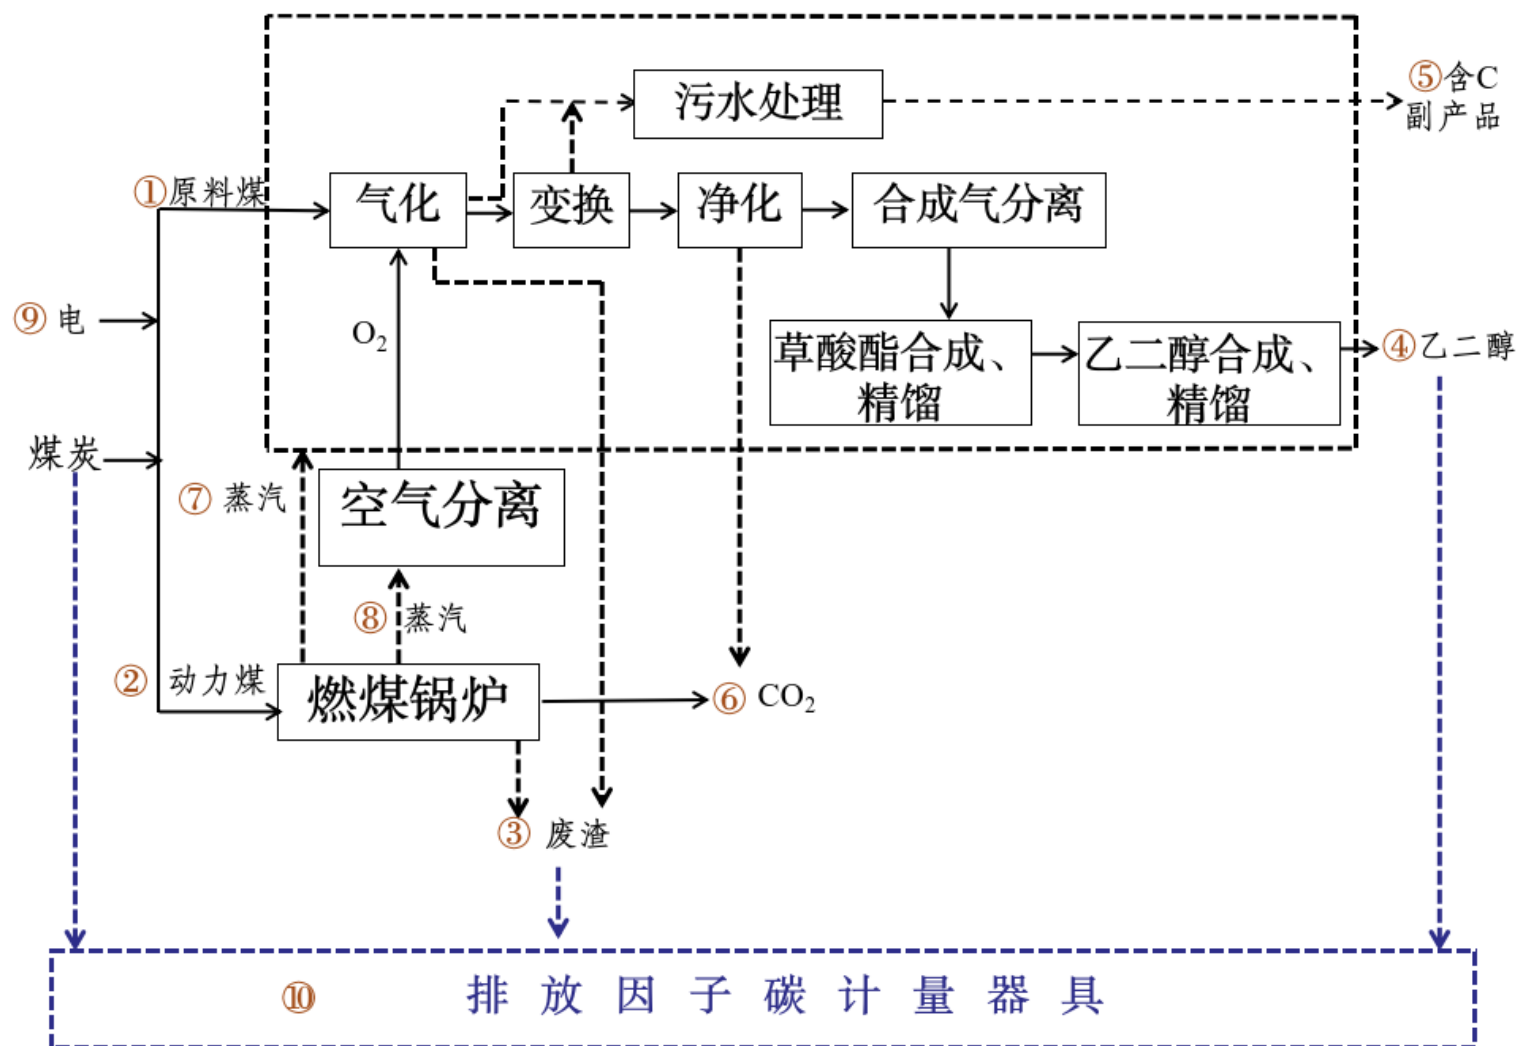 污水处理
⑤含C
副产品
①原料煤
气化
变换
净化
合成气分离
⑨ 电
O₂
草酸酯合成、
精馏
乙二醇合成、
精馏
④乙二醇
煤炭
⑦ 蒸汽
空气分离
⑧ 蒸汽
② 动力煤
燃煤锅炉
⑥ CO₂
③ 废渣
⑩ 排放因子碳计量器具